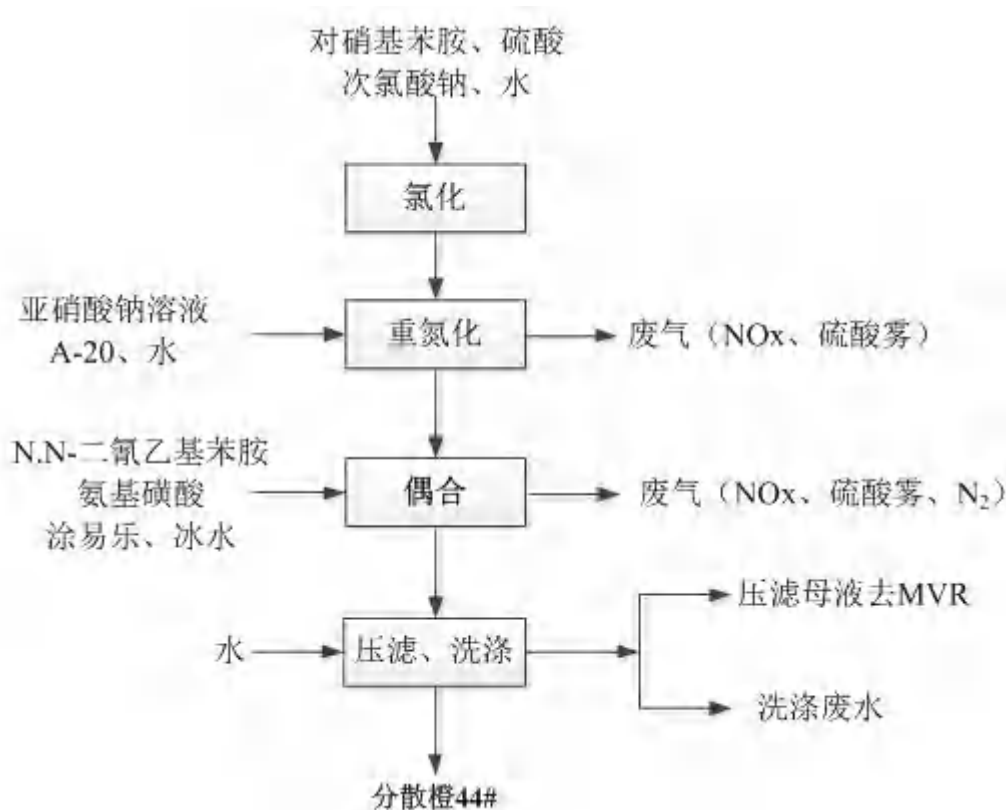 对硝基苯胺、硫酸
次氯酸钠、水
氯化
亚硝酸钠溶液
A-20、水
重氮化
废气（NOx、硫酸雾）
N.N-二氰乙基苯胺
氨基磺酸
涂易乐、冰水
偶合
废气（NOx、硫酸雾、N₂）
水
压滤、洗涤
压滤母液去MVR
洗涤废水
分散橙44#